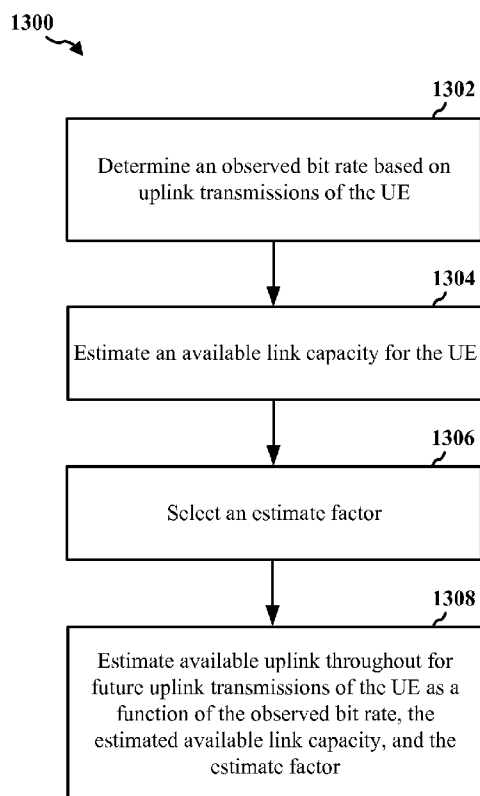 1300
1302
Determine an observed bit rate based on
uplink transmissions of the UE
1304
Estimate an available link capacity for the UE
1306
Select an estimate factor
1308
Estimate available uplink throughout for
future uplink transmissions of the UE as a
function of the observed bit rate, the
estimated available link capacity, and the
estimate factor